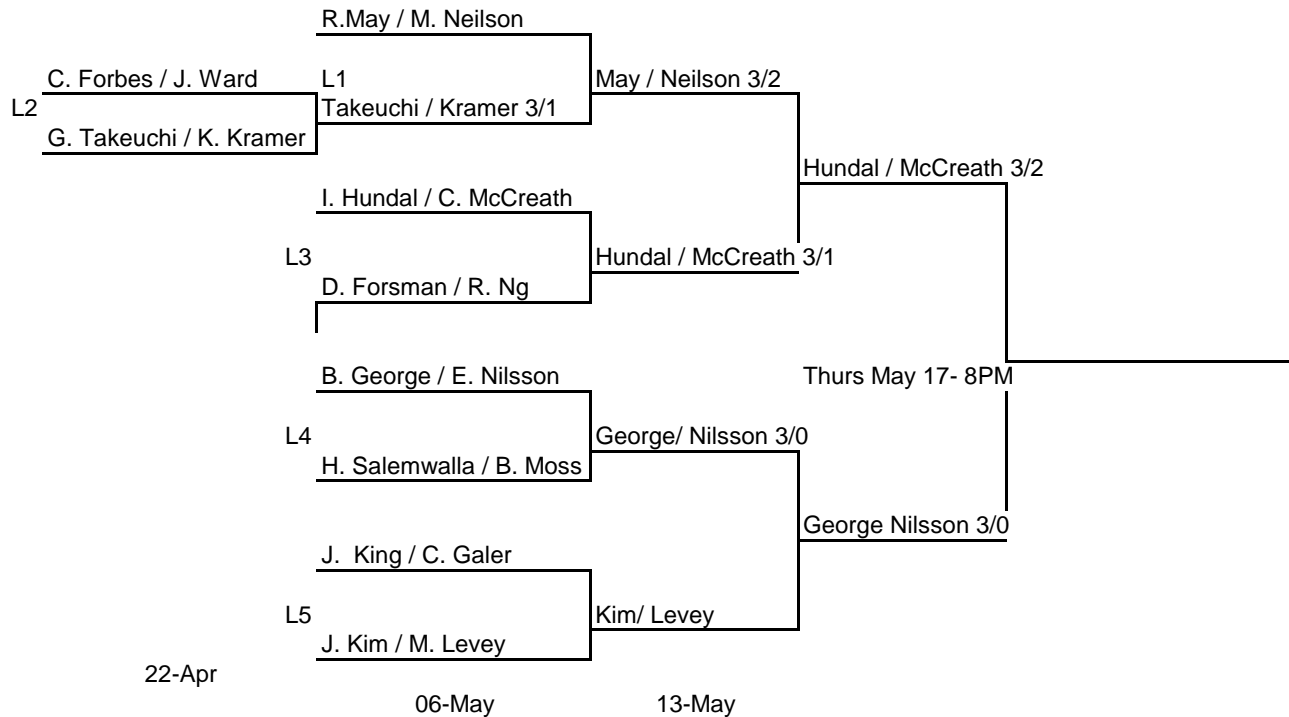 R.May / M. Neilson
C. Forbes / J. Ward
L1
May / Neilson 3/2
L2
Takeuchi / Kramer 3/1
G. Takeuchi / K. Kramer
Hundal / McCreath 3/2
I. Hundal / C. McCreath
L3
Hundal / McCreath 3/1
D. Forsman / R. Ng
B. George / E. Nilsson
Thurs May 17- 8PM
L4
George/ Nilsson 3/0
H. Salemwalla / B. Moss
George Nilsson 3/0
J.  King / C. Galer
L5
Kim/ Levey
J. Kim / M. Levey
22-Apr
06-May
13-May